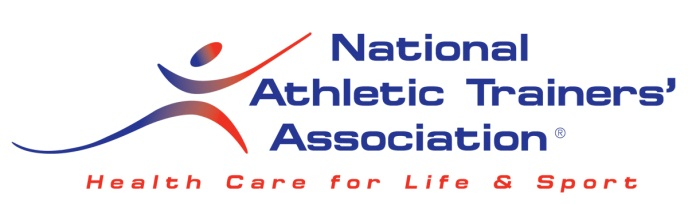 National
Athletic Trainers’
Association®
Health Care for Life & Sport